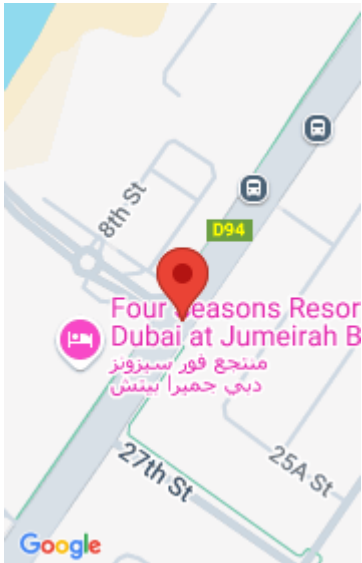 8th St
D94
Four Seasons Resor
Dubai at Jumeirah B
منتجع فور سيزونز
دبي جميرا بيتش
27th St
25A St
Google